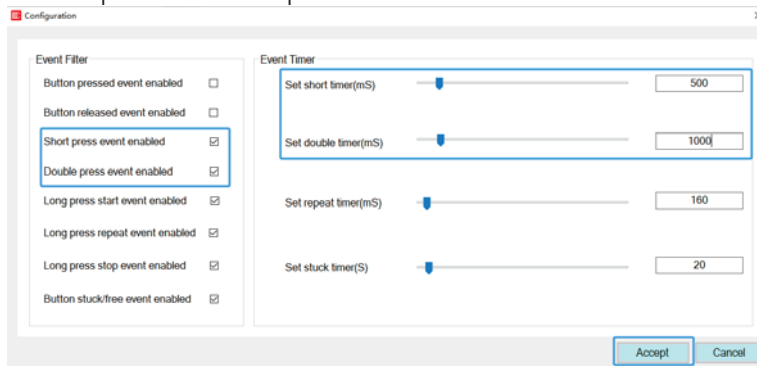 Configuration
Event Filter
Button pressed event enabled
Button released event enabled
Short press event enabled
Double press event enabled
Long press start event enabled
Long press repeat event enabled
Long press stop event enabled
Button stuck/free event enabled
Event Timer
Set short timer(mS) 500
Set double timer(mS) 1000
Set repeat timer(mS) 160
Set stuck timer(S) 20
Accept Cancel